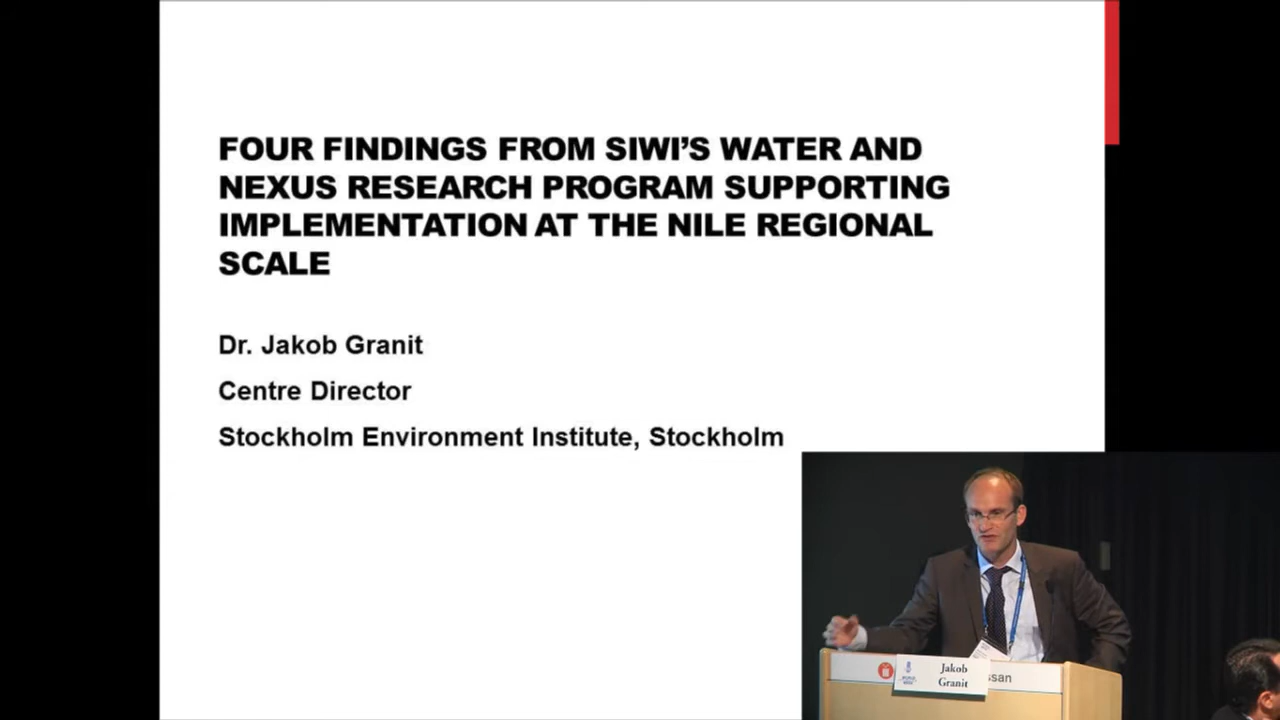 FOUR FINDINGS FROM SIWI'S WATER AND
NEXUS RESEARCH PROGRAM SUPPORTING
IMPLEMENTATION AT THE NILE REGIONAL
SCALE
Dr. Jakob Granit
Centre Director
Stockholm Environment Institute, Stockholm
Jakob
Granit
ssan